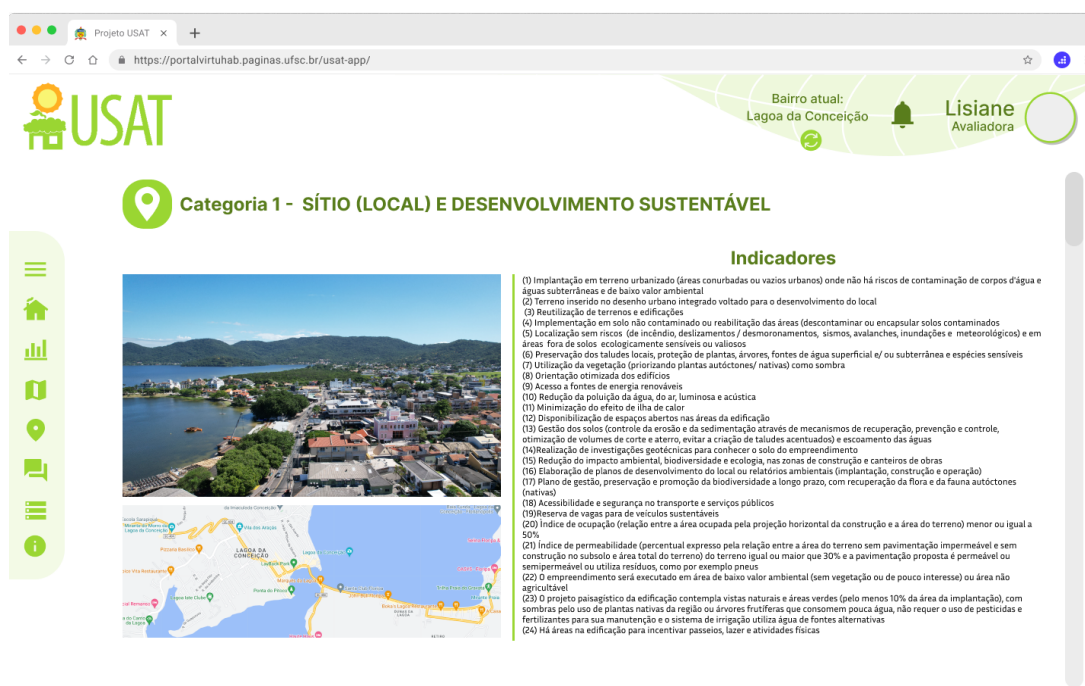 Projeto USAT
https://portalvirtuhab.paginas.ufsc.br/usat-app/
USAT
Bairro atual:
Lagoa da Conceição
Lisiane
Avaliadora
Categoria 1 - SÍTIO (LOCAL) E DESENVOLVIMENTO SUSTENTÁVEL
Indicadores
(1) Implantação em terreno urbanizado (áreas conurbadas ou vazios urbanos) onde não há riscos de contaminação de corpos d'água e
águas subterrâneas e de baixo valor ambiental
(2) Terreno inserido no desenho urbano integrado voltado para o desenvolvimento do local
(3) Reutilização de terrenos e edificações
(4) Implementação em solo não contaminado ou reabilitação das áreas (descontaminar ou encapsular solos contaminados
(5) Localização sem riscos (de incêndio, deslizamentos / desmoronamentos, sismos, avalanches, inundações e meteorológicos) e em
áreas fora de solos ecologicamente sensíveis ou valiosos
(6) Preservação dos taludes locais, proteção de plantas, árvores, fontes de água superficial e/ ou subterrânea e espécies sensíveis
(7) Utilização da vegetação (priorizando plantas autóctones/ nativas) como sombra
(8) Orientação otimizada dos edifícios
(9) Acesso a fontes de energia renováveis
(10) Redução da poluição da água, do ar, luminosa e acústica
(11) Minimização do efeito de ilha de calor
(12) Disponibilização de espaços abertos nas áreas da edificação
(13) Gestão dos solos (controle da erosão e da sedimentação através de mecanismos de recuperação, prevenção e controle,
otimização de volumes de corte e aterro, evitar a criação de taludes acentuados) e escoamento das águas
(14)Realização de investigações geotécnicas para conhecer o solo do empreendimento
(15) Redução do impacto ambiental, biodiversidade e ecologia, nas zonas de construção e canteiros de obras
(16) Elaboração de planos de desenvolvimento do local ou relatórios ambientais (implantação, construção e operação)
(17) Plano de gestão, preservação e promoção da biodiversidade a longo prazo, com recuperação da flora e da fauna autóctones
(nativas)
(18) Acessibilidade e segurança no transporte e serviços públicos
(19)Reserva de vagas para de veículos sustentáveis
(20) Índice de ocupação (relação entre a área ocupada pela projeção horizontal da construção e a área do terreno) menor ou igual a
50%
(21) Índice de permeabilidade (percentual expresso pela relação entre a área do terreno sem pavimentação impermeável e sem
construção no subsolo e área total do terreno) do terreno igual ou maior que 30% e a pavimentação proposta é permeável ou
semipermeável ou utiliza resíduos, como por exemplo pneus
(22) O empreendimento será executado em área de baixo valor ambiental (sem vegetação ou de pouco interesse) ou área não
agricultável
(23) O projeto paisagístico da edificação contempla vistas naturais e áreas verdes (pelo menos 10% da área da implantação), com
sombras pelo uso de plantas nativas da região ou árvores frutíferas que consomem pouca água, não requer o uso de pesticidas e
fertilizantes para sua manutenção e o sistema de irrigação utiliza água de fontes alternativas
(24) Há áreas na edificação para incentivar passeios, lazer e atividades físicas
Vila dos Araçás
LAGOA DA
CONCEIÇÃO
Ponta do Pitoco